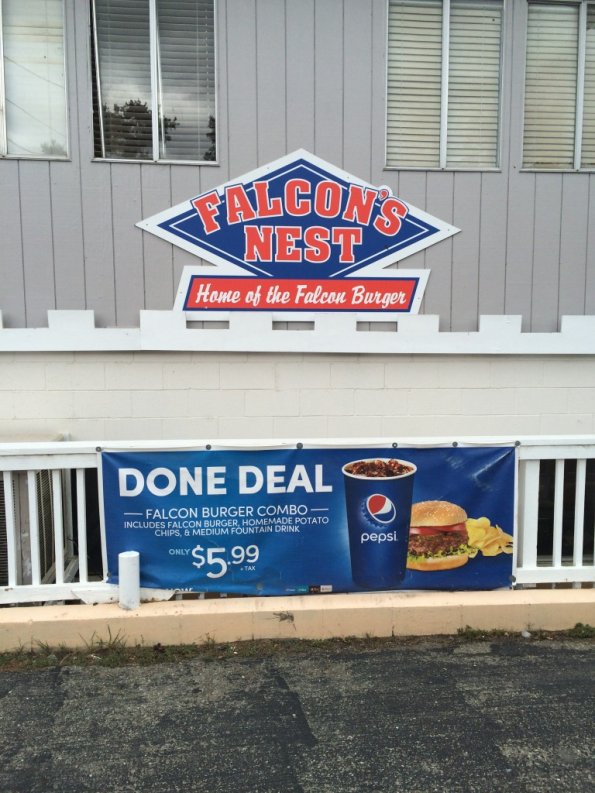 FALCON'S
NEST
Home of the Falcon Burger
DONE DEAL
FALCON BURGER COMBO
INCLUDES FALCON BURGER, HOMEMADE POTATO
CHIPS, & MEDIUM FOUNTAIN DRINK
ONLY $5.99
+ TAX
pepsi